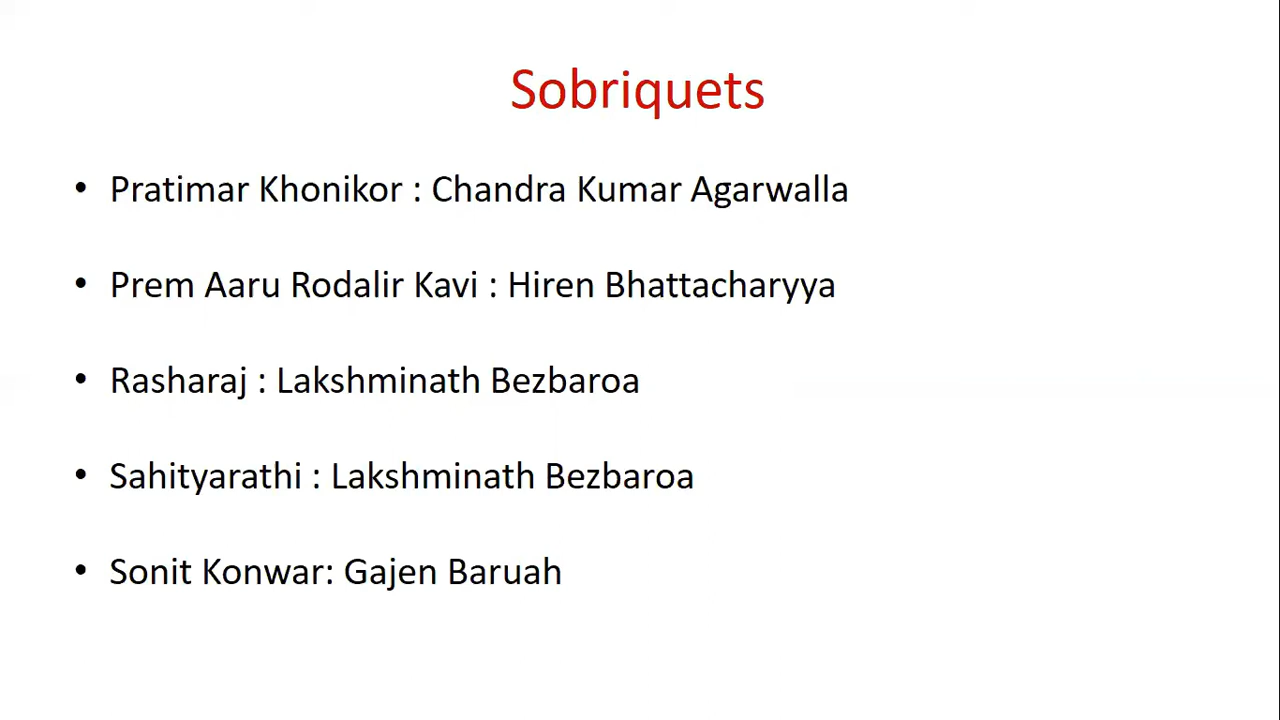 Sobriquets
• Pratimar Khonikor : Chandra Kumar Agarwalla
• Prem Aaru Rodalir Kavi : Hiren Bhattacharyya
• Rasharaj : Lakshminath Bezbaroa
• Sahityarathi : Lakshminath Bezbaroa
• Sonit Konwar: Gajen Baruah